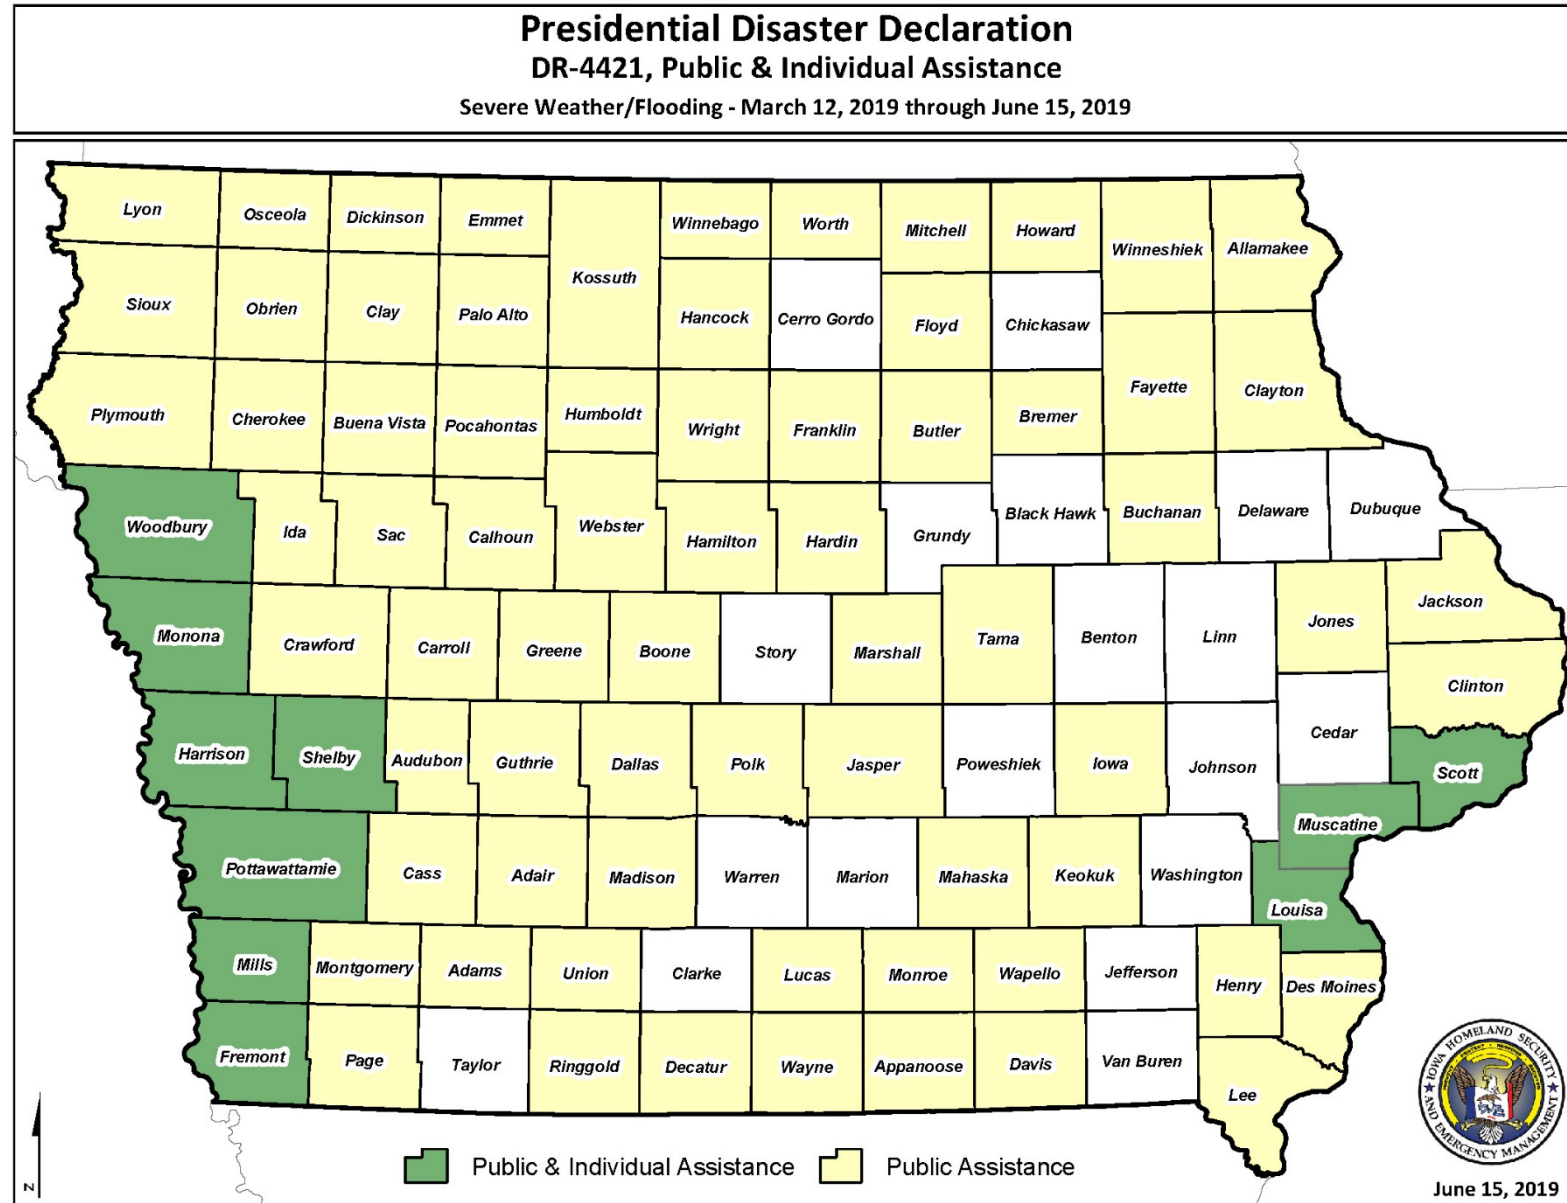 Presidential Disaster Declaration
DR-4421, Public & Individual Assistance
Severe Weather/Flooding - March 12, 2019 through June 15, 2019
Lyon
Osceola
Dickinson
Emmet
Kossuth
Winnebago
Worth
Mitchell
Howard
Winneshiek
Allamakee
Sioux
Obrien
Clay
Palo Alto
Hancock
Cerro Gordo
Floyd
Chickasaw
Fayette
Clayton
Plymouth
Cherokee
Buena Vista
Pocahontas
Humboldt
Wright
Franklin
Butler
Bremer
Woodbury
Ida
Sac
Calhoun
Webster
Hamilton
Hardin
Grundy
Black Hawk
Buchanan
Delaware
Dubuque
Monona
Crawford
Carroll
Greene
Boone
Story
Marshall
Tama
Benton
Linn
Jones
Jackson
Clinton
Harrison
Shelby
Audubon
Guthrie
Dallas
Polk
Jasper
Poweshiek
Iowa
Johnson
Cedar
Scott
Muscatine
Pottawattamie
Cass
Adair
Madison
Warren
Marion
Mahaska
Keokuk
Washington
Louisa
Mills
Montgomery
Adams
Union
Clarke
Lucas
Monroe
Wapello
Jefferson
Henry
Des Moines
Fremont
Page
Taylor
Ringgold
Decatur
Wayne
Appanoose
Davis
Van Buren
Lee
N
Public & Individual Assistance
Public Assistance
IOWA HOMELAND SECURITY
AND EMERGENCY MANAGEMENT
June 15, 2019